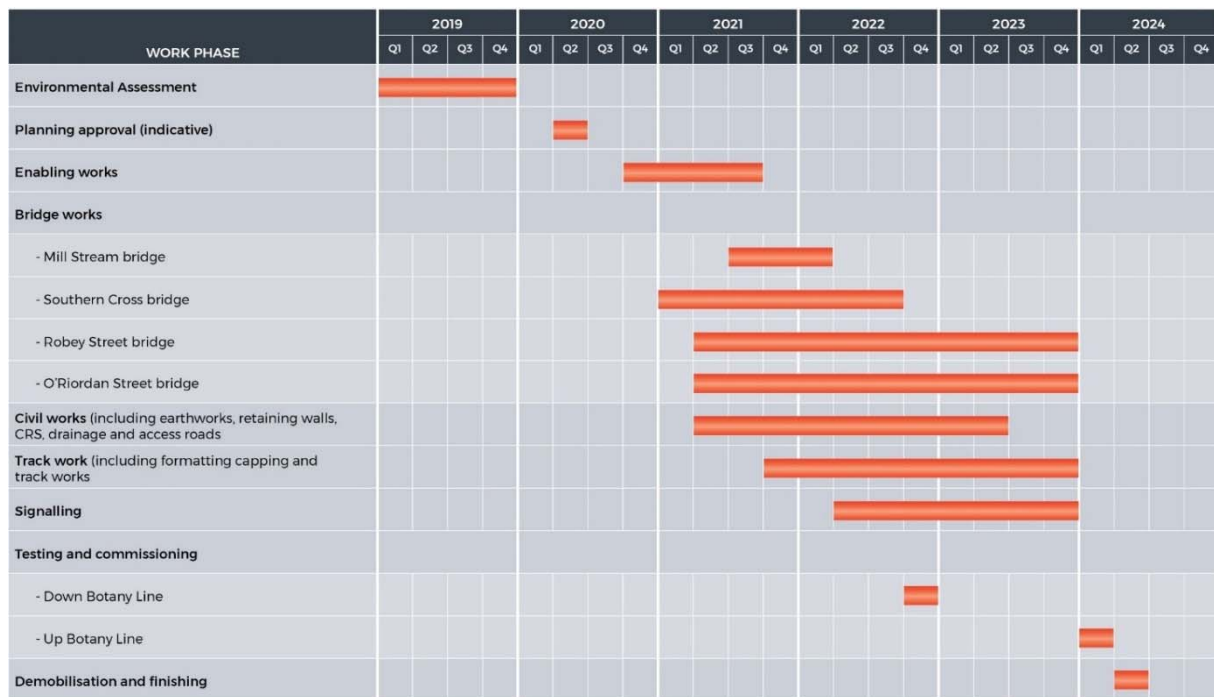 2019 2020 2021 2022 2023 2024
WORK PHASE Q1 Q2 Q3 Q4 Q1 Q2 Q3 Q4 Q1 Q2 Q3 Q4 Q1 Q2 Q3 Q4 Q1 Q2 Q3 Q4 Q1 Q2 Q3 Q4
Environmental Assessment
Planning approval (indicative)
Enabling works
Bridge works
- Mill Stream bridge
- Southern Cross bridge
- Robey Street bridge
- O'Riordan Street bridge
Civil works (including earthworks, retaining walls,
CRS, drainage and access roads
Track work (including formatting capping and
track works
Signalling
Testing and commissioning
- Down Botany Line
- Up Botany Line
Demobilisation and finishing